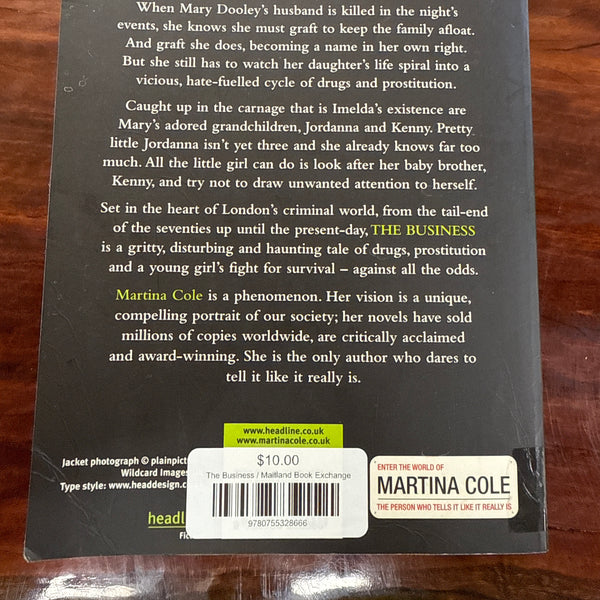 When Mary Dooley's husband is killed in the night's
events, she knows she must graft to keep the family afloat.
And graft she does, becoming a name in her own right.
But she still has to watch her daughter's life spiral into a
vicious, hate-fuelled cycle of drugs and prostitution.
Caught up in the carnage that is Imelda's existence are
Mary's adored grandchildren, Jordanna and Kenny. Pretty
little Jordanna isn't yet three and she already knows far too
much. All the little girl can do is look after her baby brother,
Kenny, and try not to draw unwanted attention to herself.
Set in the heart of London's criminal world, from the tail-end
of the seventies up until the present-day, THE BUSINESS
is a gritty, disturbing and haunting tale of drugs, prostitution
and a young girl's fight for survival – against all the odds.
Martina Cole is a phenomenon. Her vision is a unique,
compelling portrait of our society; her novels have sold
millions of copies worldwide, are critically acclaimed
and award-winning. She is the only author who dares to
tell it like it really is.
www.headline.co.uk
www.martinacole.co.uk
Jacket photograph © plainpict
Wildcard Images
Type style: www.headdesign.c
headl
Fic
$10.00
The Business / Maitland Book Exchange
9780755328666
ENTER THE WORLD OF
MARTINA COLE
THE PERSON WHO TELLS IT LIKE IT REALLY IS